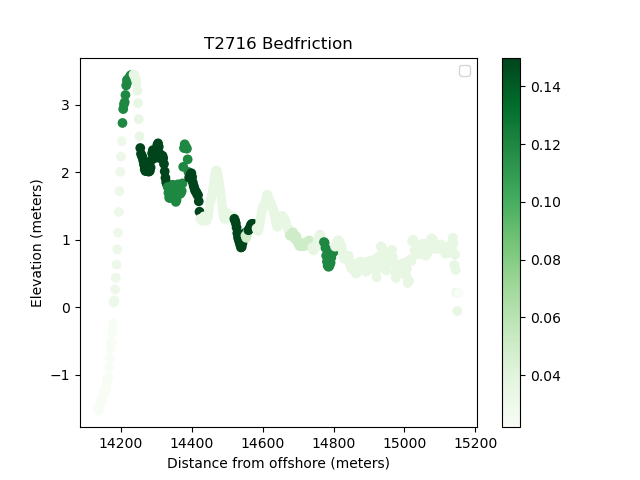 T2716 Bedfriction
3
2
1
0
−1
Elevation (meters)
14200 14400 14600 14800 15000 15200
Distance from offshore (meters)
0.14
0.12
0.10
0.08
0.06
0.04